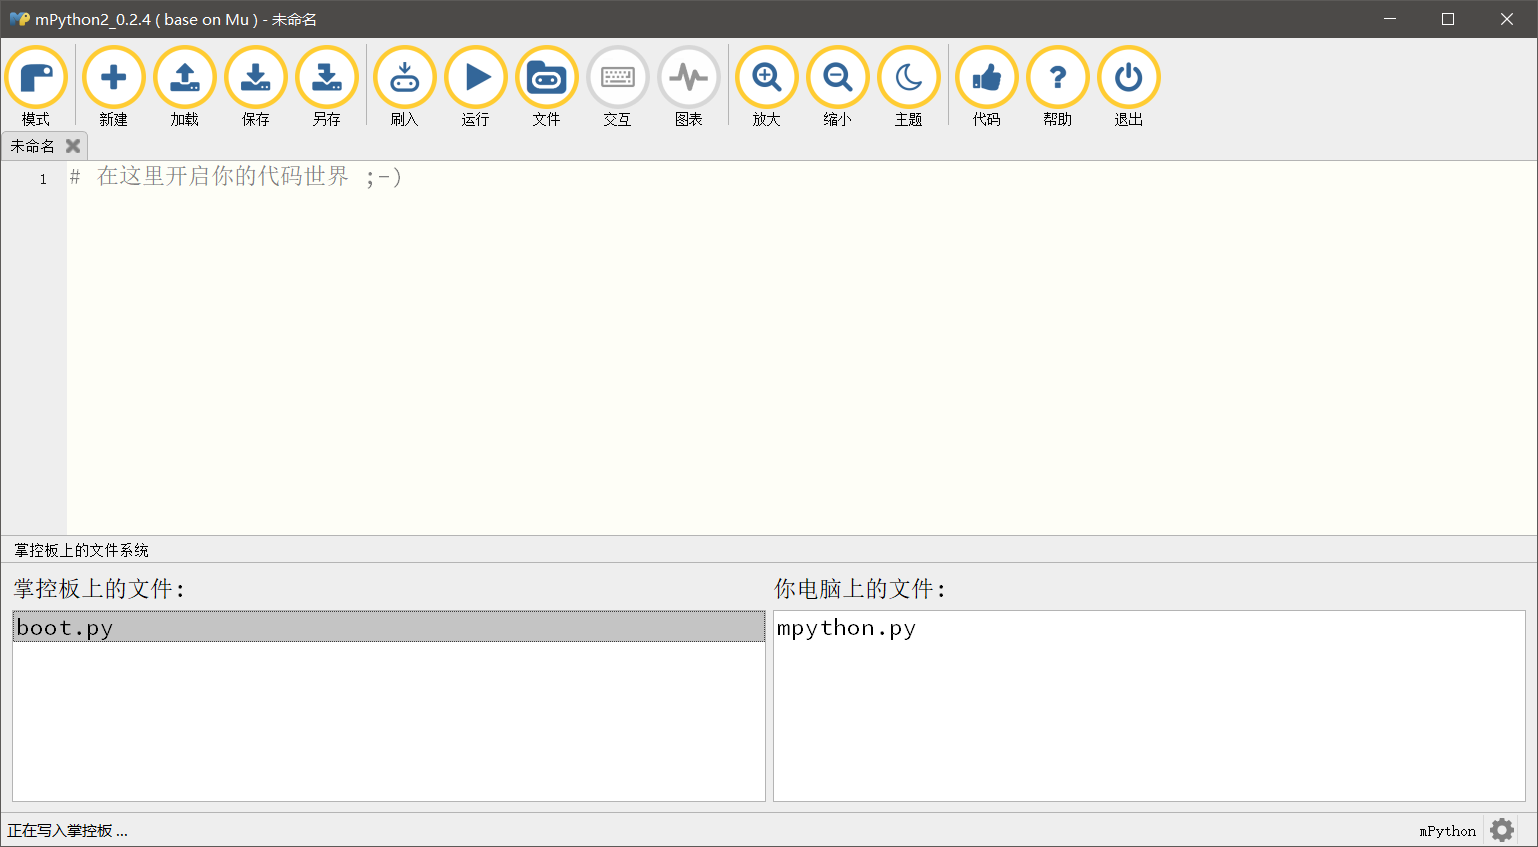 mPython2_0.2.4 ( base on Mu ) - 未命名
模式 新建 加载 保存 另存 刷入 运行 文件 交互 图表 放大 缩小 主题 代码 帮助 退出
未命名
1 # 在这里开启你的代码世界 ;-)
掌控板上的文件系统
掌控板上的文件: 你电脑上的文件:
boot.py mpython.py
正在写入掌控板 ... mPython